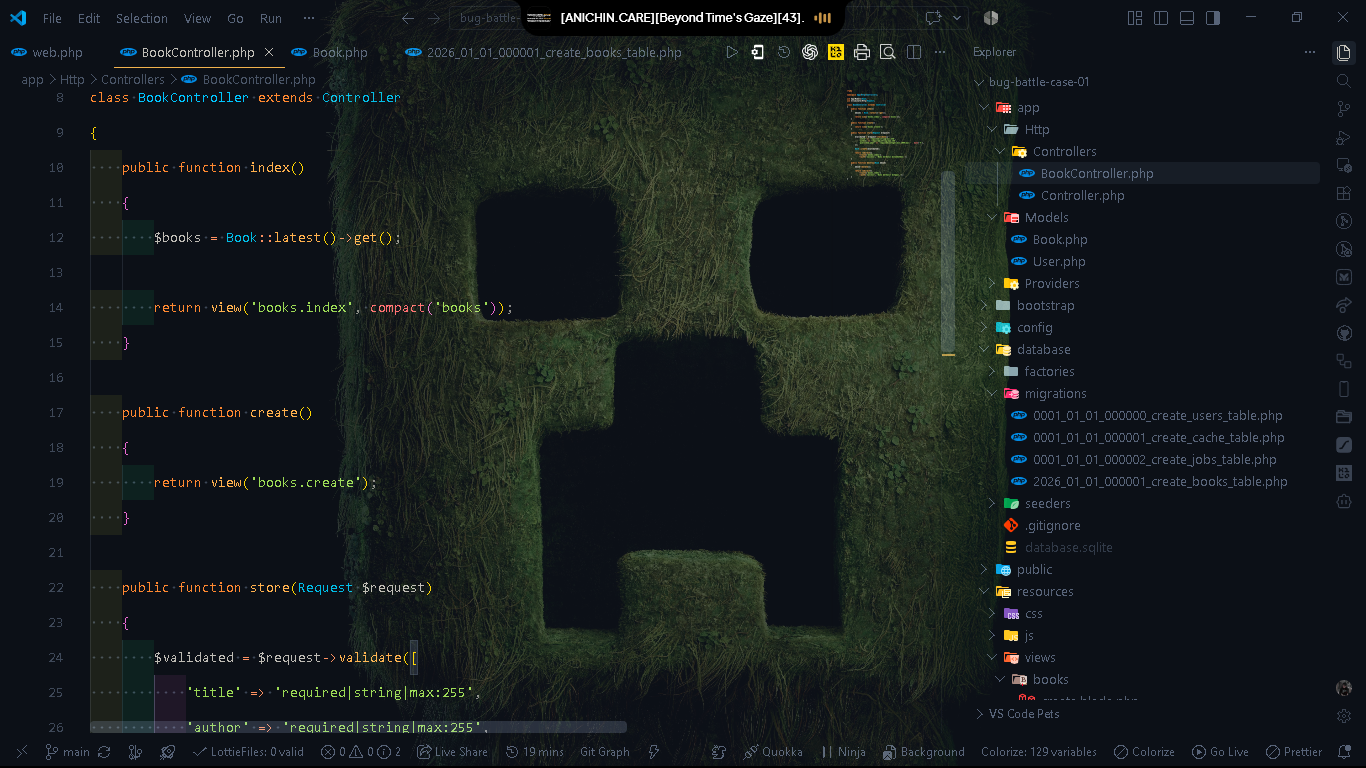 File Edit Selection View Go Run ···
bug-battle-
[ANICHIN.CARE][Beyond Time's Gaze][43].
web.php
BookController.php
Book.php
2026_01_01_000001_create_books_table.php
app > Http > Controllers > BookController.php
8 class BookController extends Controller
9 {
10 public function index()
11 {
12 $books = Book::latest()->get();
13
14 return view('books.index', compact('books'));
15 }
16
17 public function create()
18 {
19 return view('books.create');
20 }
21
22 public function store(Request $request)
23 {
24 $validated = $request->validate([
25 'title' => 'required|string|max:255',
26 'author' => 'required|string|max:255',
Explorer
bug-battle-case-01
app
Http
Controllers
BookController.php
Controller.php
Models
Book.php
User.php
Providers
bootstrap
config
database
factories
migrations
0001_01_01_000000_create_users_table.php
0001_01_01_000001_create_cache_table.php
0001_01_01_000002_create_jobs_table.php
2026_01_01_000001_create_books_table.php
seeders
.gitignore
database.sqlite
public
resources
css
js
views
books
create.blade.php
VS Code Pets
main
LottieFiles: 0 valid
0 0 2
Live Share
19 mins
Git Graph
Quokka
Ninja
Background
Colorize: 129 variables
Colorize
Go Live
Prettier